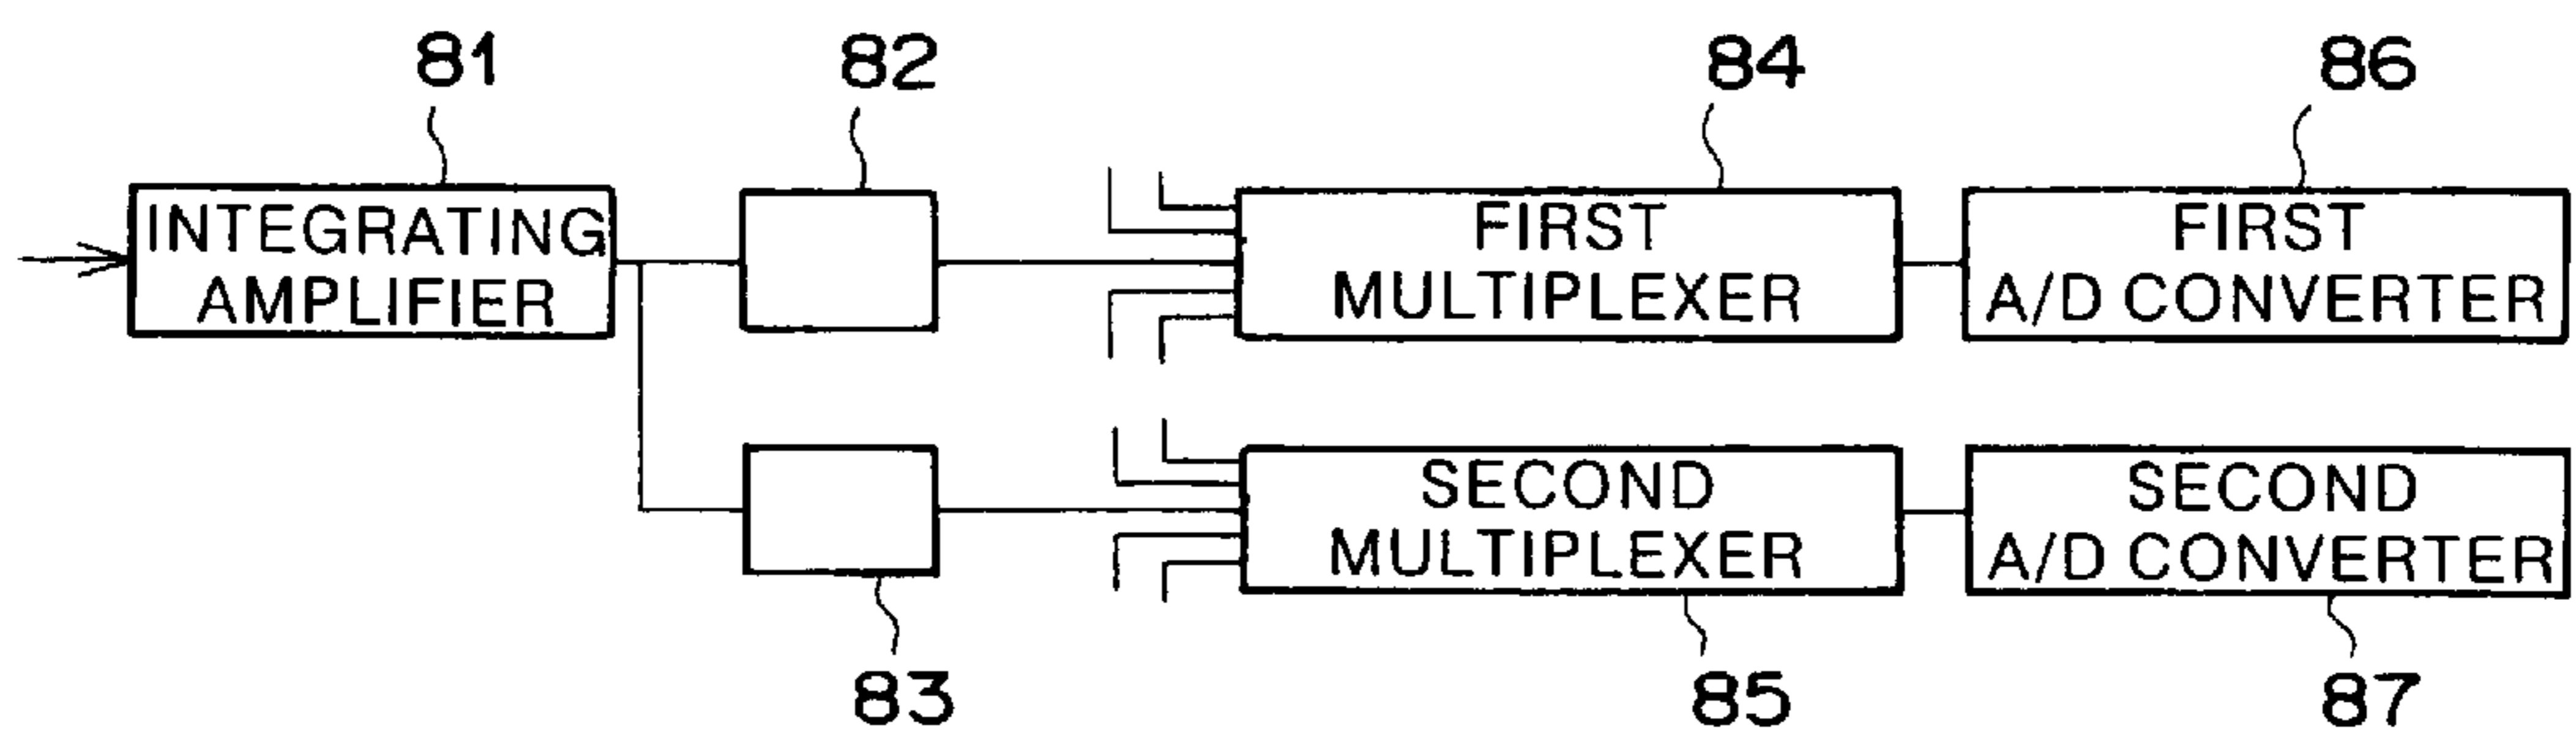 81
82
84
86
INTEGRATING
AMPLIFIER
FIRST
MULTIPLEXER
FIRST
A/D CONVERTER
SECOND
MULTIPLEXER
SECOND
A/D CONVERTER
83
85
87